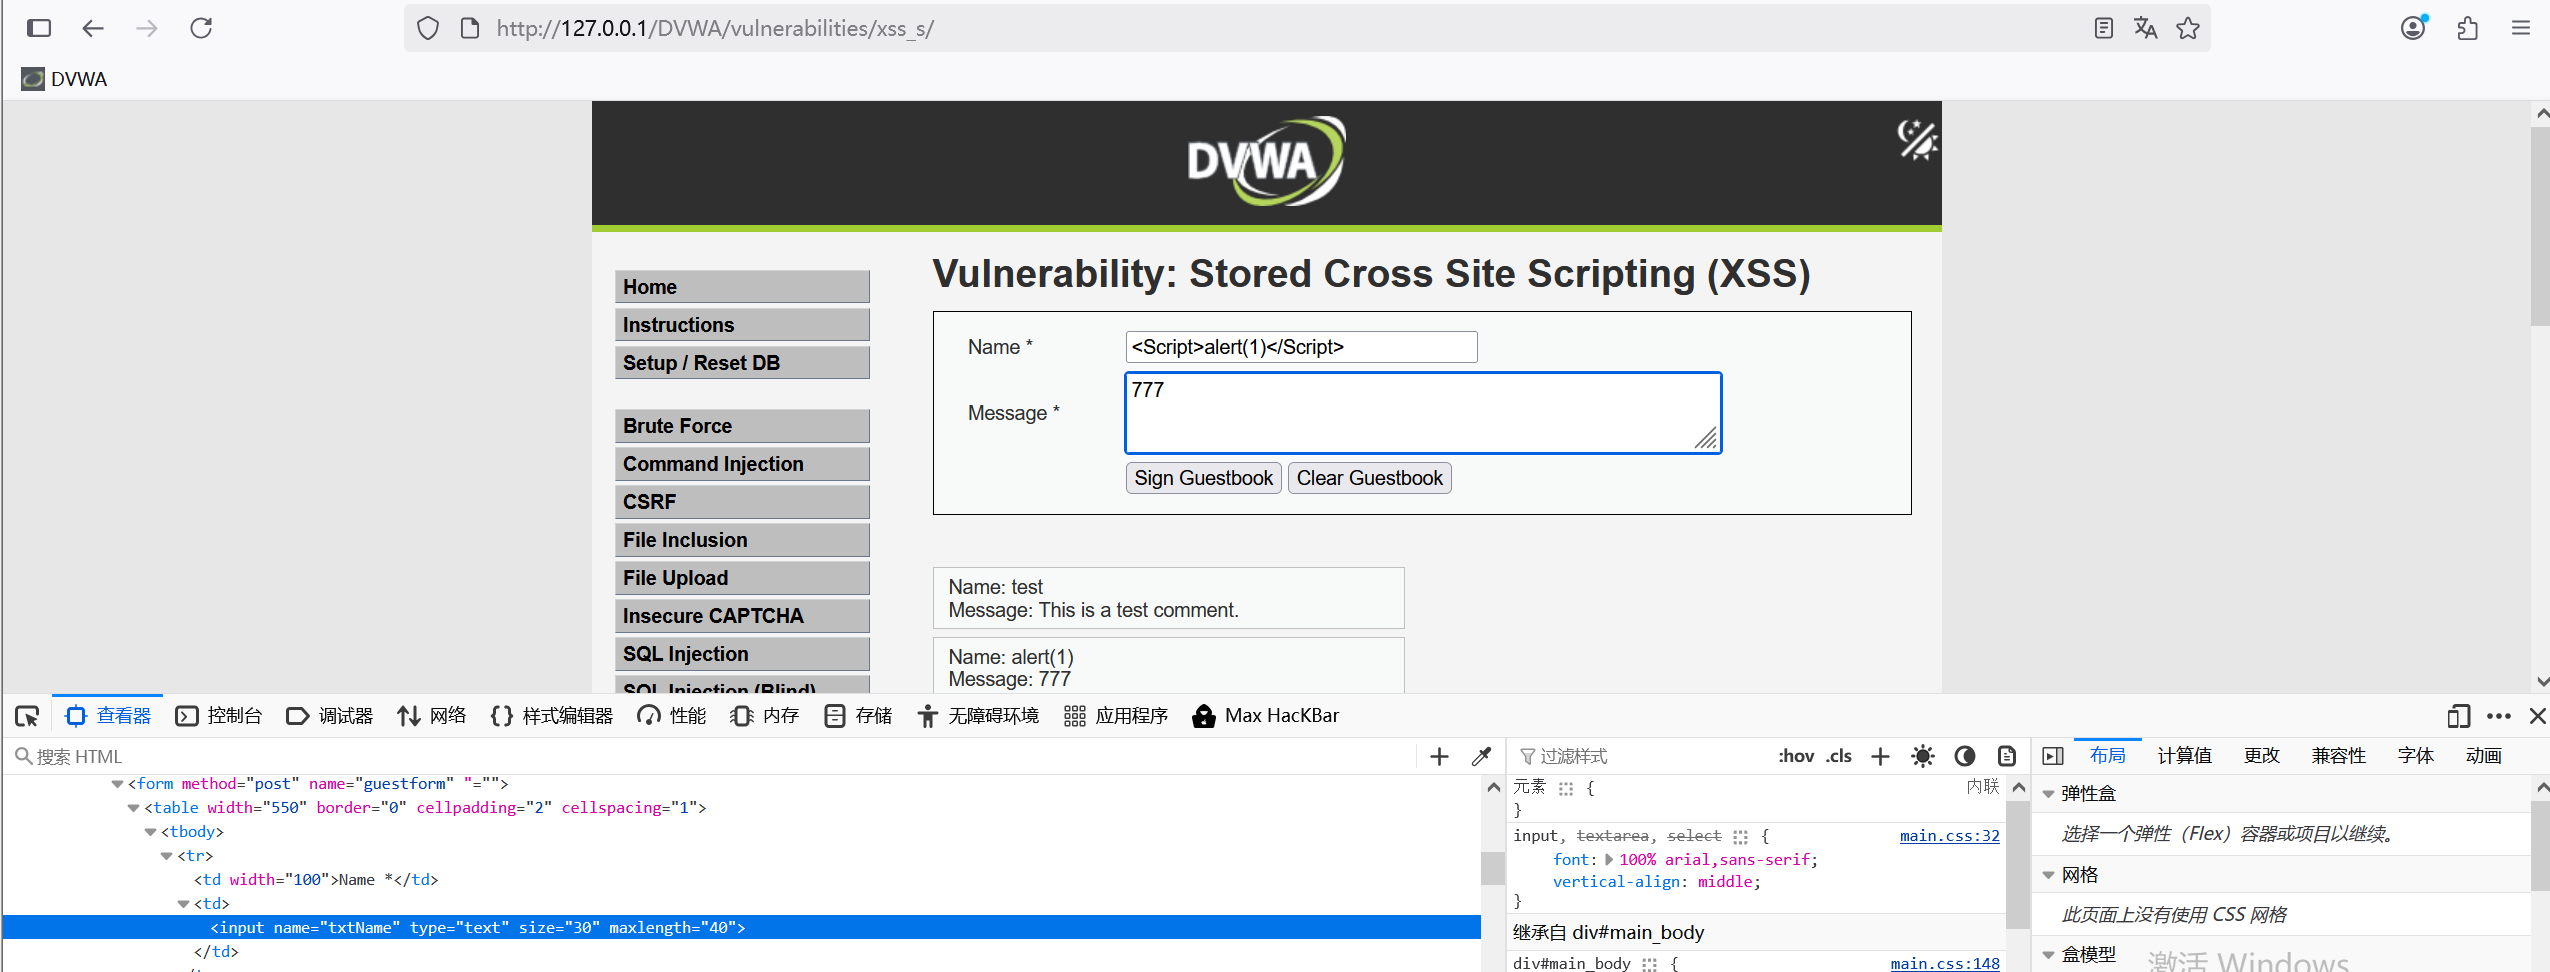 http://127.0.0.1/DVWA/vulnerabilities/xss_s/
DVWA
DVWA
Vulnerability: Stored Cross Site Scripting (XSS)
Home
Instructions
Setup / Reset DB
Brute Force
Command Injection
CSRF
File Inclusion
File Upload
Insecure CAPTCHA
SQL Injection
SQL Injection (Blind)
Name *
<Script>alert(1)</Script>
Message *
777
Sign Guestbook
Clear Guestbook
Name: test
Message: This is a test comment.
Name: alert(1)
Message: 777
查看器
控制台
调试器
网络
样式编辑器
性能
内存
存储
无障碍环境
应用程序
Max HacKBar
搜索 HTML
<form method="post" name="guestform" "="">
<table width="550" border="0" cellpadding="2" cellspacing="1">
<tbody>
<tr>
<td width="100">Name *</td>
<td>
<input name="txtName" type="text" size="30" maxlength="40">
</td>
过滤样式
:hov .cls
元素 {
内联
}
input, textarea, select {
main.css:32
font: 100% arial,sans-serif;
vertical-align: middle;
}
继承自 div#main_body
div#main_body {
main.css:148
布局
计算值
更改
兼容性
字体
动画
弹性盒
选择一个弹性（Flex）容器或项目以继续。
网格
此页面上没有使用 CSS 网格
盒模型
激活 Windows